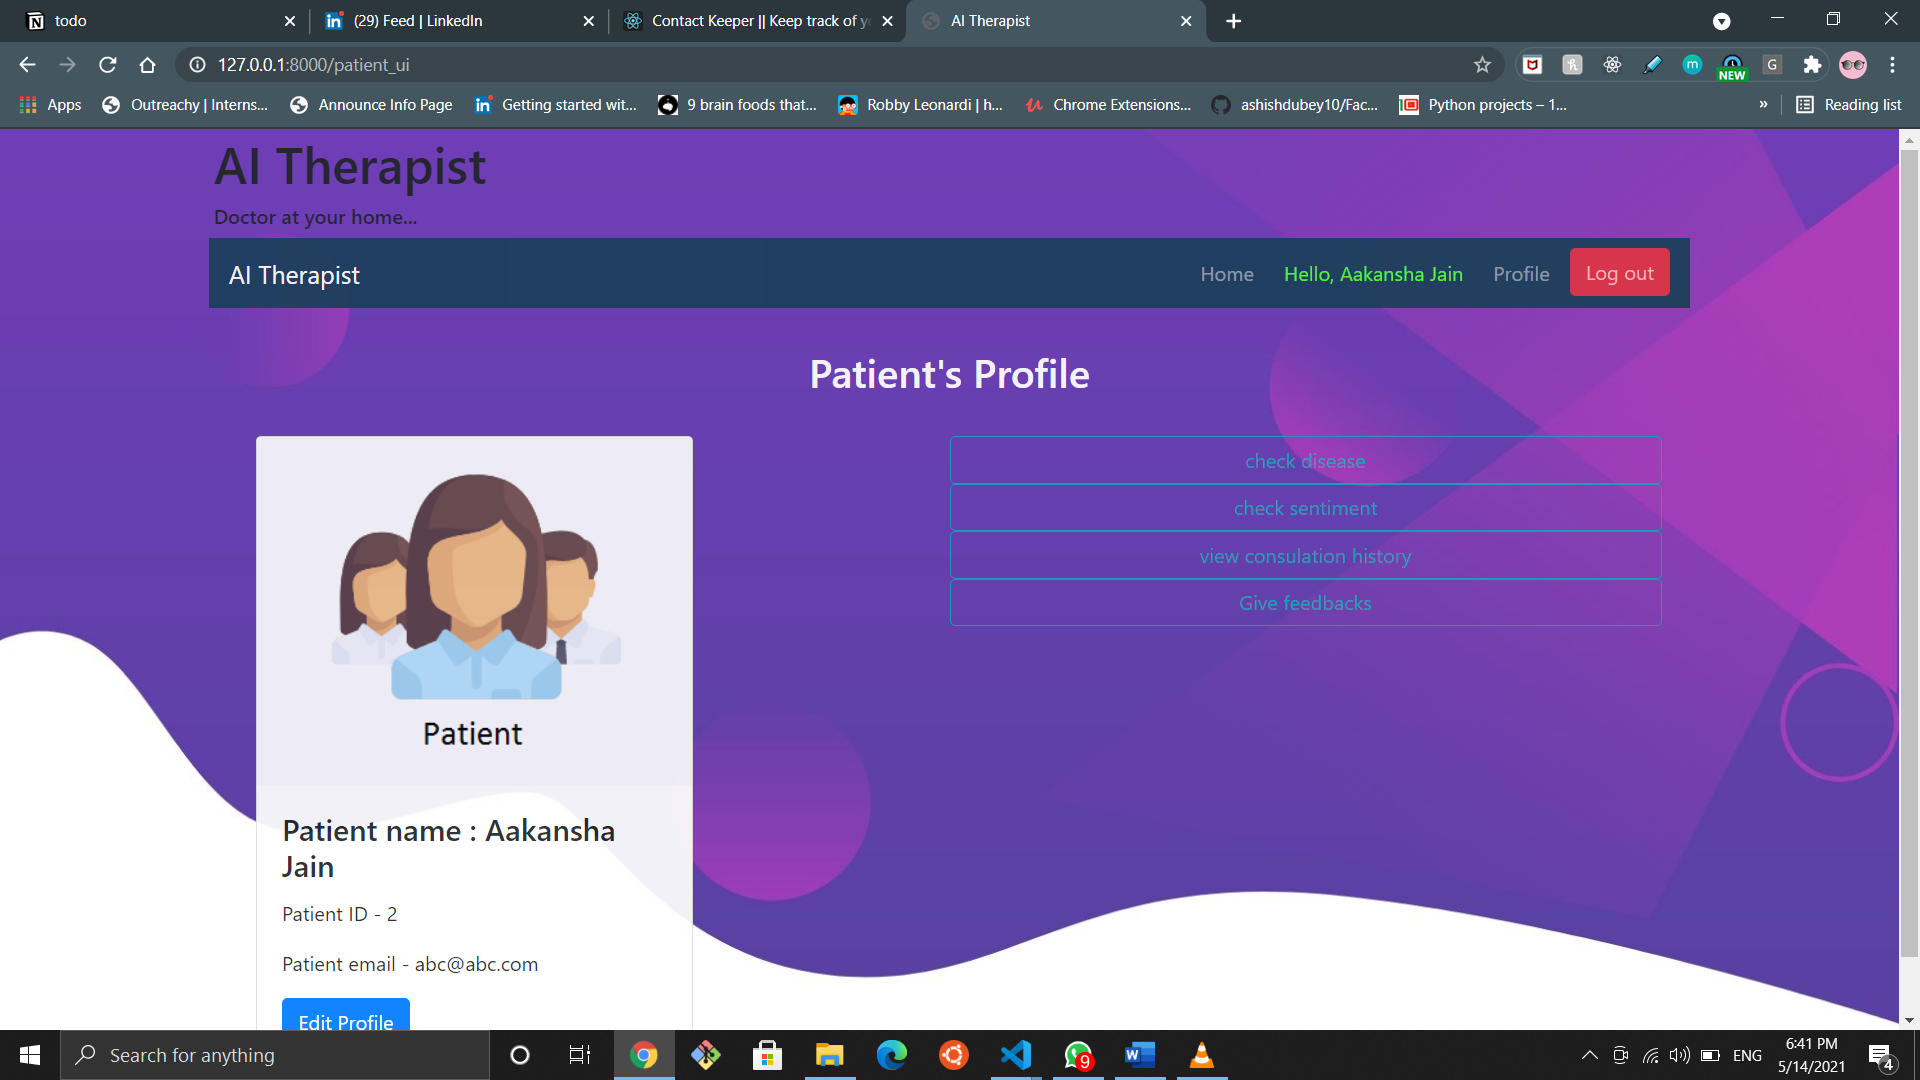 todo
(29) Feed | LinkedIn
Contact Keeper || Keep track of y
AI Therapist
127.0.0.1:8000/patient_ui
NEW
G
m
Apps
Outreachy | Interns...
Announce Info Page
Getting started wit...
9 brain foods that...
Robby Leonardi | h...
Chrome Extensions...
ashishdubey10/Fac...
Python projects – 1...
»
Reading list
AI Therapist
Doctor at your home...
AI Therapist
Home
Hello, Aakansha Jain
Profile
Log out
Patient's Profile
check disease
check sentiment
view consulation history
Give feedbacks
Patient
Patient name : Aakansha
Jain
Patient ID - 2
Patient email - abc@abc.com
Edit Profile
Search for anything
9
ENG
6:41 PM
5/14/2021
4